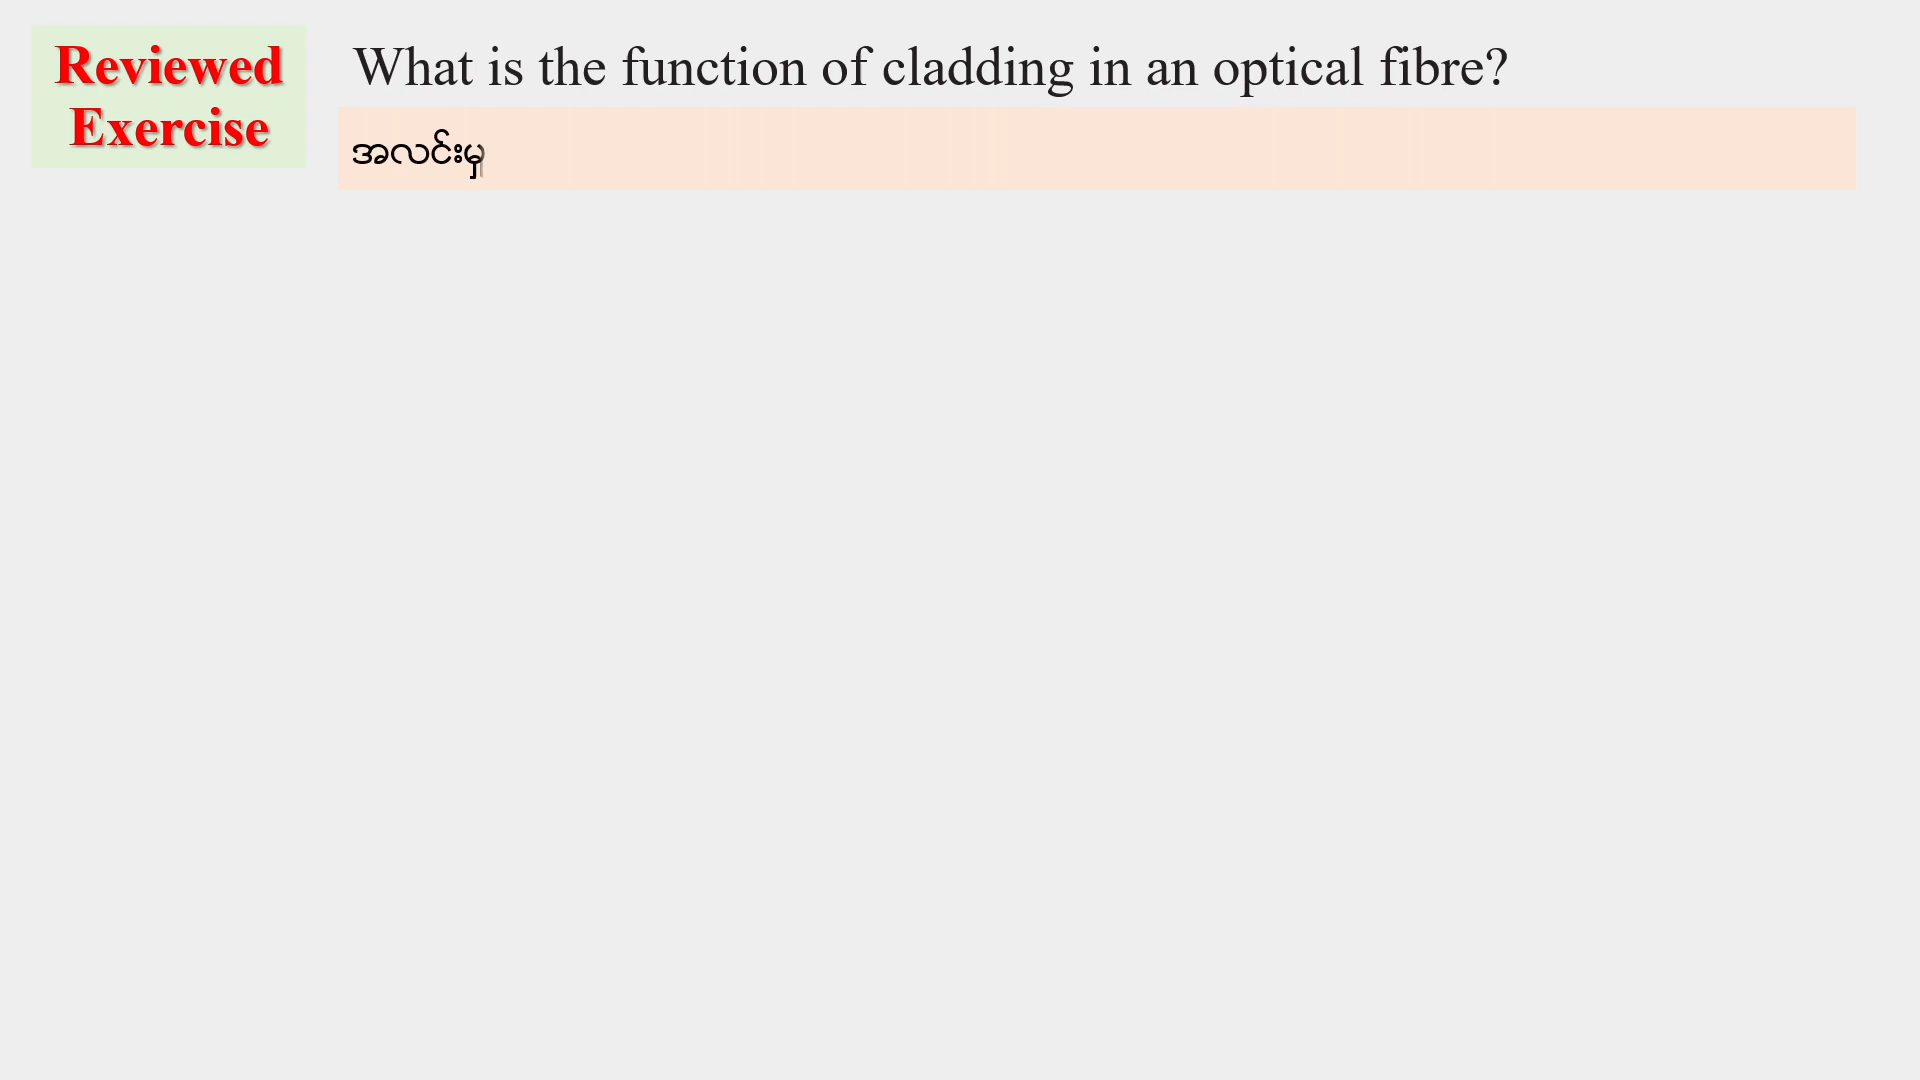 Reviewed
Exercise
What is the function of cladding in an optical fibre?
အလင်းမှ